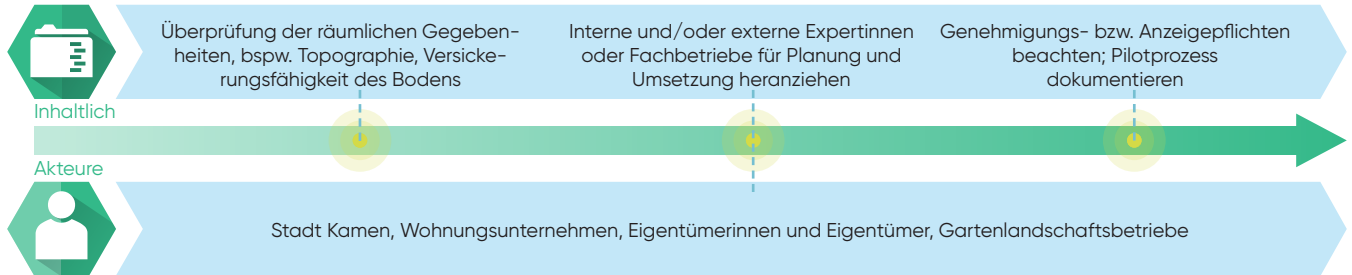 Überprüfung der räumlichen Gegeben-
heiten, bspw. Topographie, Versicke-
rungsfähigkeit des Bodens
Interne und/oder externe Expertinnen
oder Fachbetriebe für Planung und
Umsetzung heranziehen
Genehmigungs- bzw. Anzeigepflichten
beachten; Pilotprozess
dokumentieren
Inhaltlich
Akteure
Stadt Kamen, Wohnungsunternehmen, Eigentümerinnen und Eigentümer, Gartenlandschaftsbetriebe